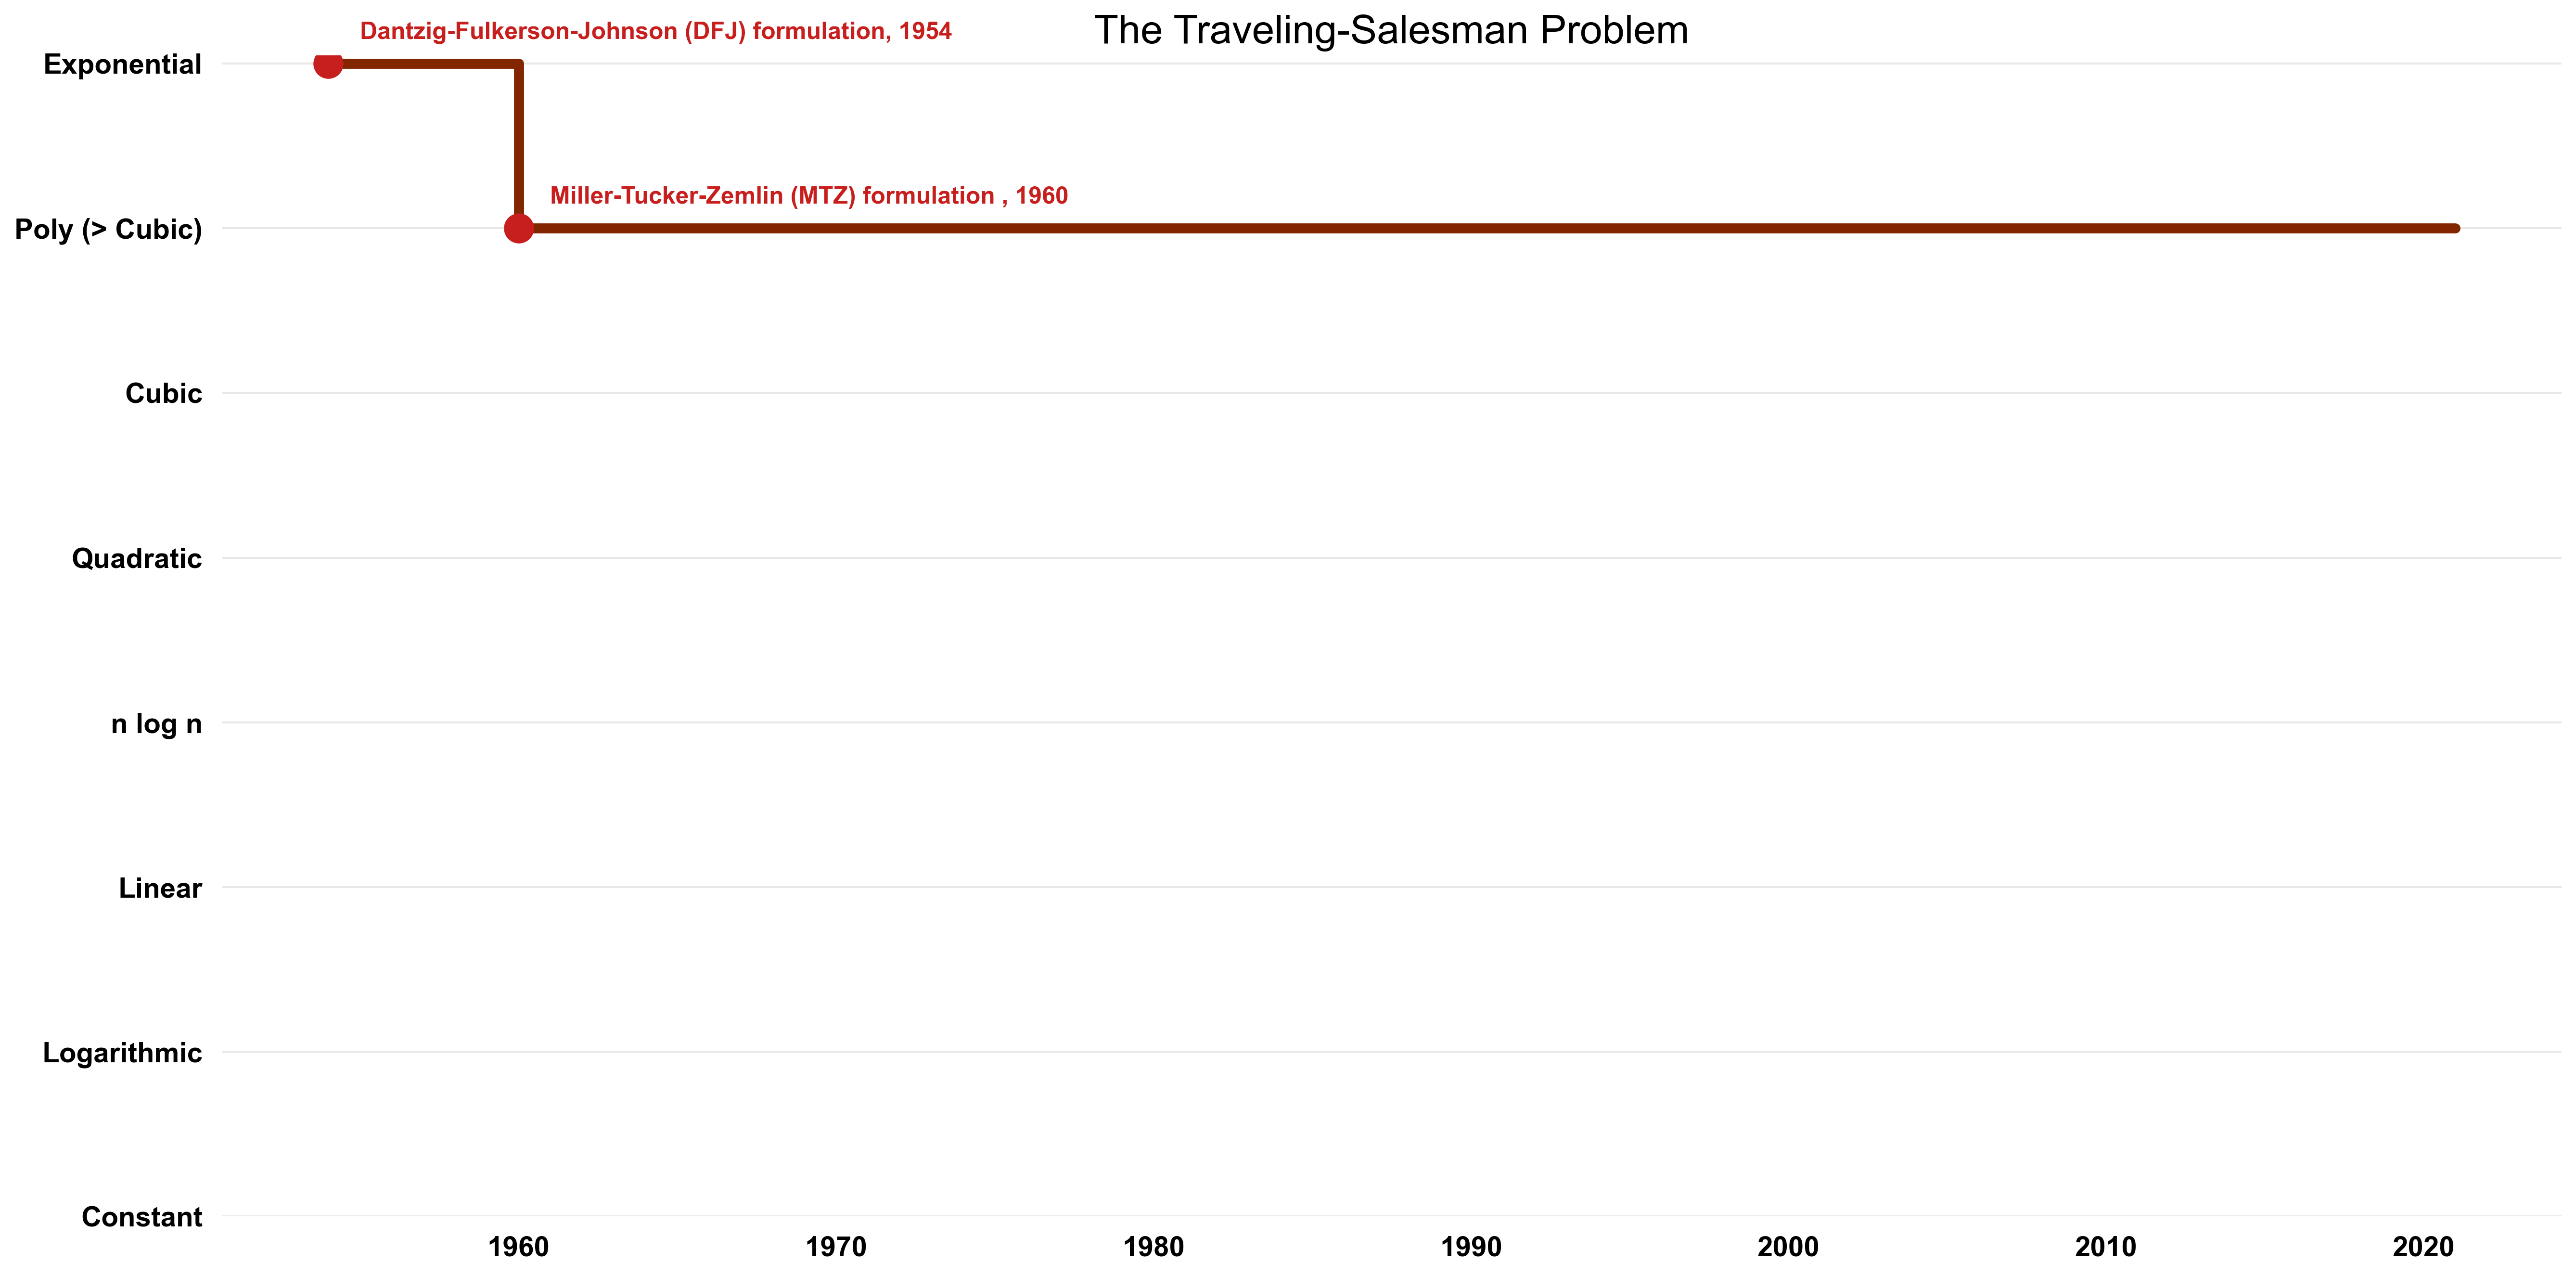 The Traveling-Salesman Problem
Dantzig-Fulkerson-Johnson (DFJ) formulation, 1954
Exponential
Miller-Tucker-Zemlin (MTZ) formulation , 1960
Poly (> Cubic)
Cubic
Quadratic
n log n
Linear
Logarithmic
Constant
1960 1970 1980 1990 2000 2010 2020